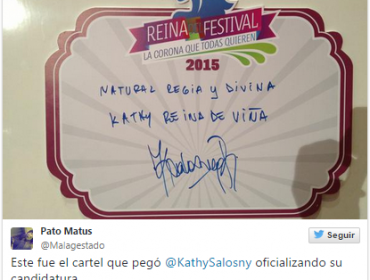 REINA FESTIVAL
LA CORONA QUE TODAS QUIEREN
2015
NATURAL REGIA Y DIVINA
KATHY REINA DE VIÑA
Pato Matus
@Malagestado
Seguir
Este fue el cartel que pegó @KathySalosny oficializando su
candidatura